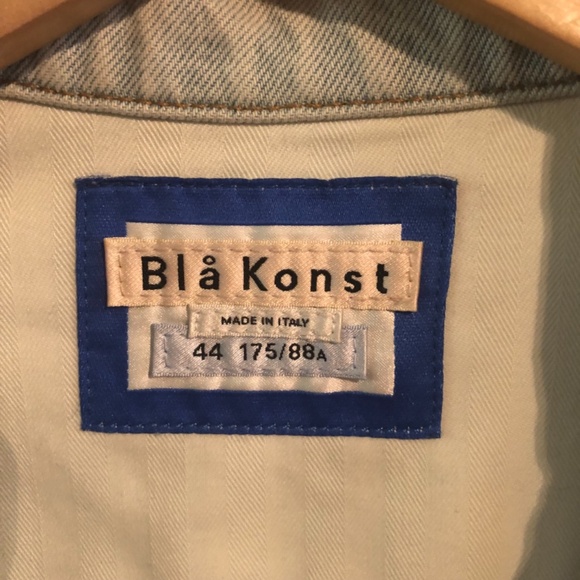 Blå Konst
MADE IN ITALY
44 175/88A